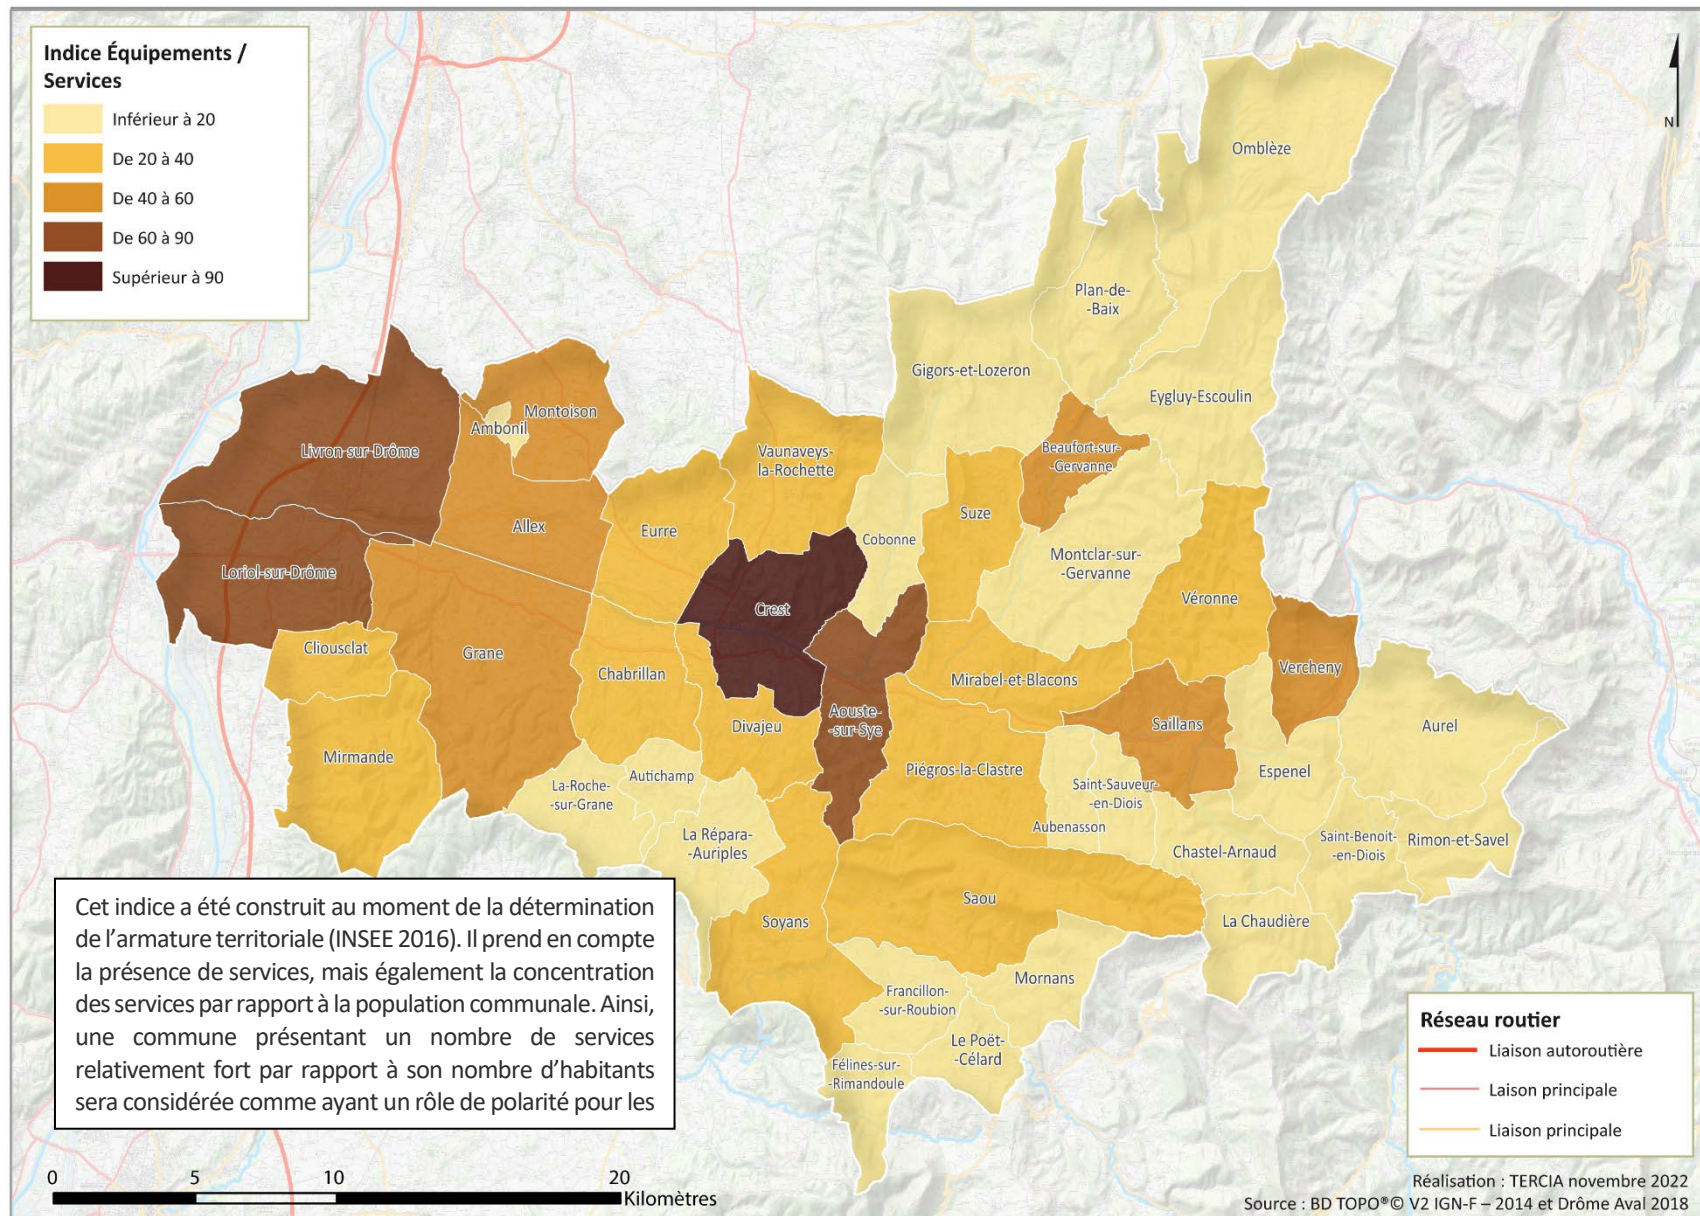 Indice Équipements /
Services
Inférieur à 20
De 20 à 40
De 40 à 60
De 60 à 90
Supérieur à 90
N
Omblèze
Plan-de-
-Baix
Gigors-et-Lozeron
Eygluy-Escoulin
Montoison
Ambonil
Livron-sur-Drôme
Vaunaveys-
la-Rochette
Beaufort-sur-
-Gervanne
Allex
Eurre
Suze
Cobonne
Montclar-sur-
-Gervanne
Loriol-sur-Drôme
Crest
Véronne
Cliousclat
Grane
Chabrillan
Mirabel-et-Blacons
Vercheny
Divajeu
Aouste-
-sur-Sye
Saillans
Aurel
Mirmande
Piégros-la-Clastre
Espenel
La-Roche-
-sur-Grane
Autichamp
Saint-Sauveur-
-en-Diois
Aubenasson
La Répara-
-Auriples
Chastel-Arnaud
Saint-Benoit-
-en-Diois
Rimon-et-Savel
Saou
Soyans
La Chaudière
Mornans
Francillon-
-sur-Roubion
Le Poët-
-Célard
Félines-sur-
-Rimandoule
Cet indice a été construit au moment de la détermination
de l’armature territoriale (INSEE 2016). Il prend en compte
la présence de services, mais également la concentration
des services par rapport à la population communale. Ainsi,
une commune présentant un nombre de services
relativement fort par rapport à son nombre d’habitants
sera considérée comme ayant un rôle de polarité pour les
Réseau routier
Liaison autoroutière
Liaison principale
Liaison principale
0 5 10 20
Kilomètres
Réalisation : TERCIA novembre 2022
Source : BD TOPO®© V2 IGN-F – 2014 et Drôme Aval 2018